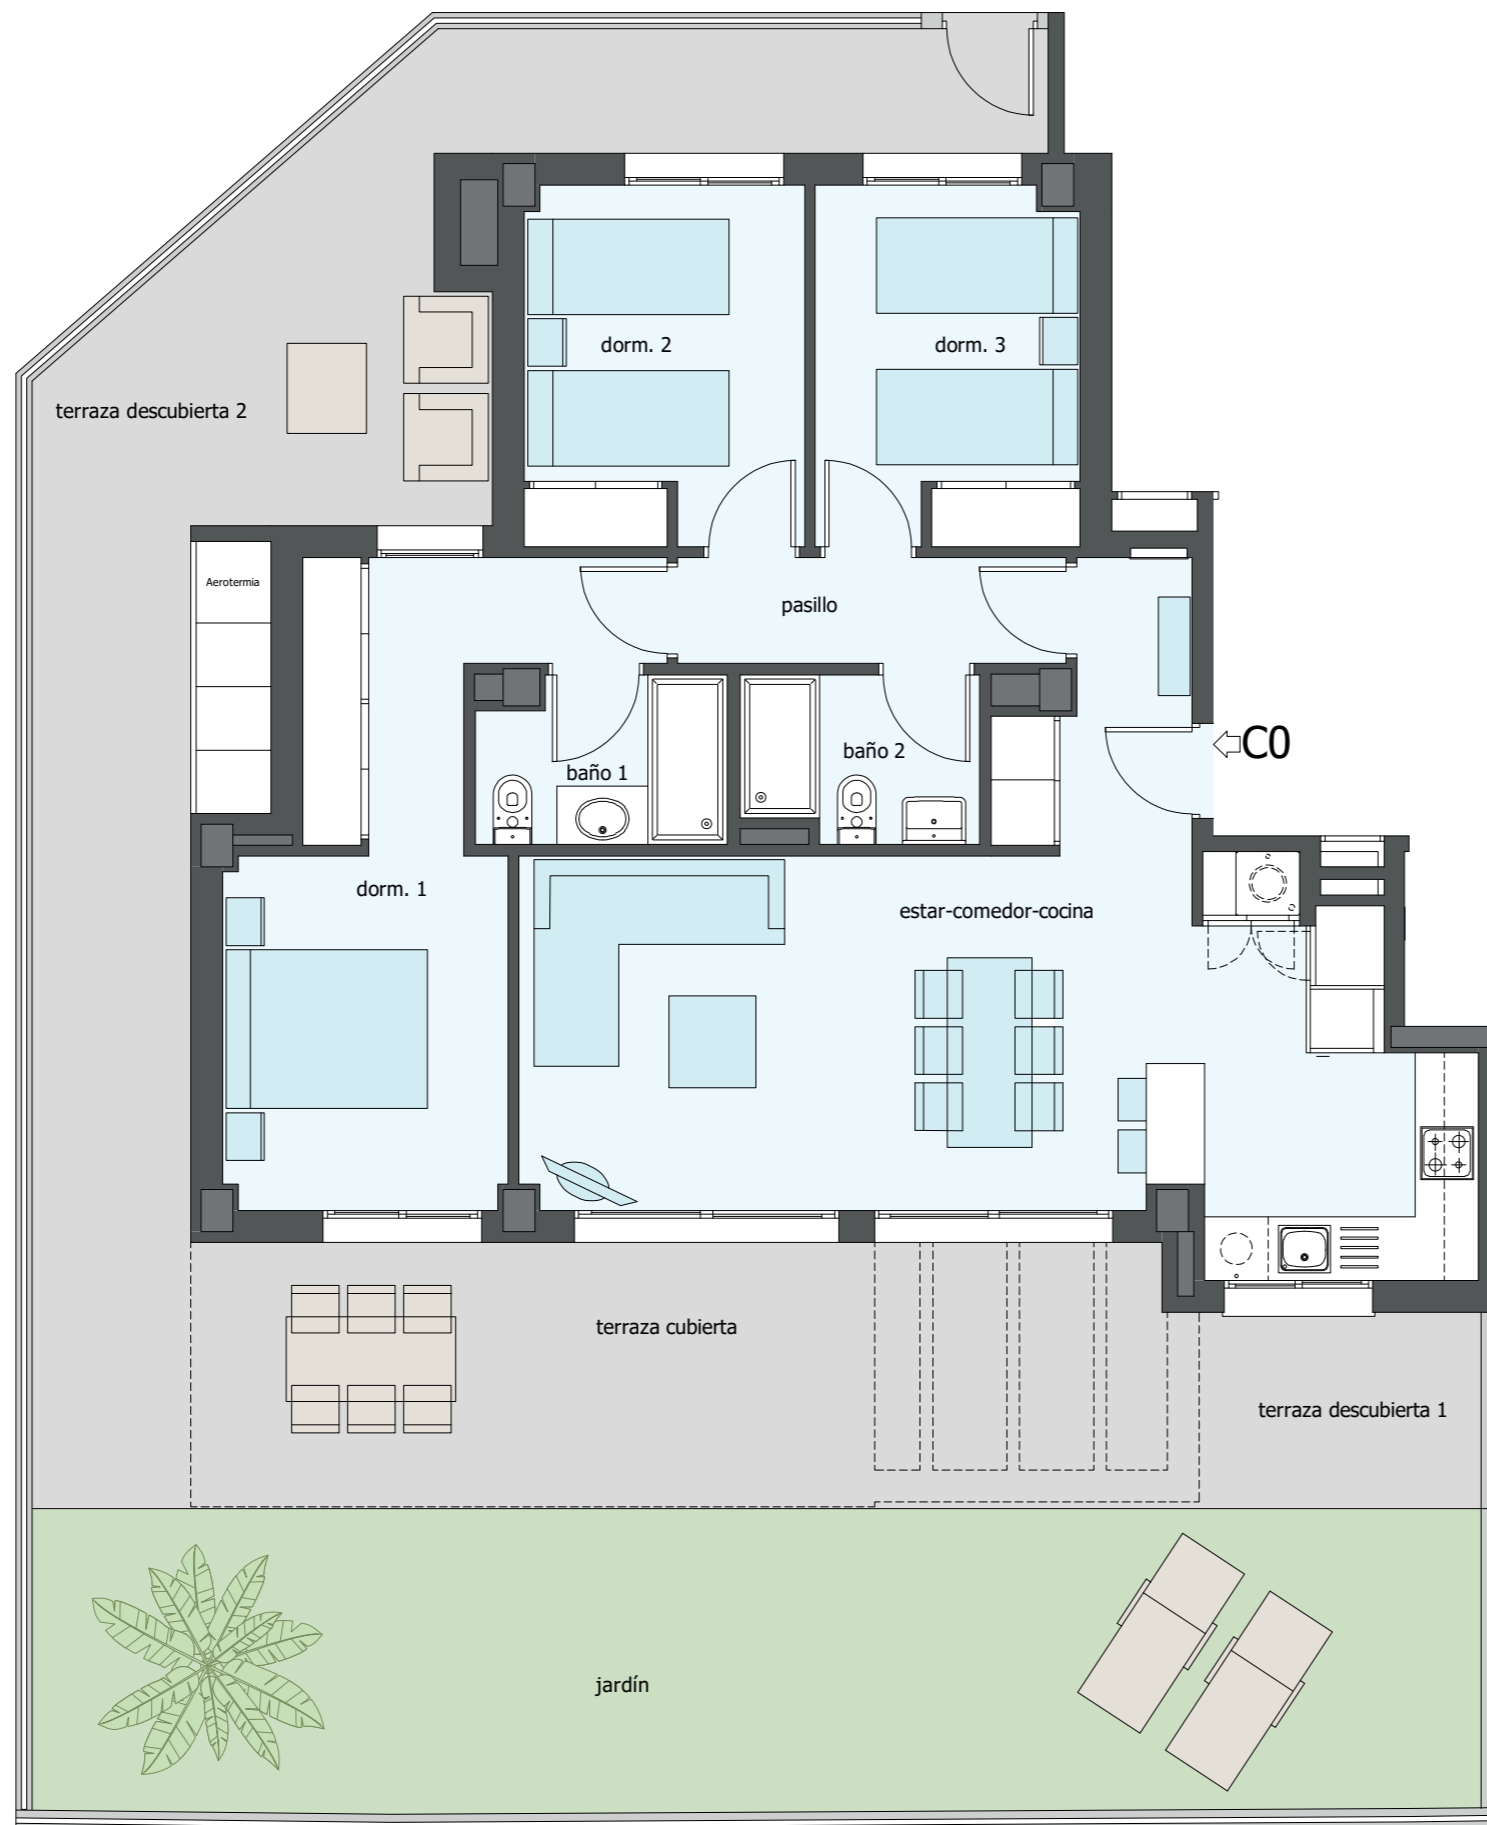 dorm. 2
dorm. 3
terraza descubierta 2
Aerotermia
pasillo
C0
baño 2
baño 1
dorm. 1
estar-comedor-cocina
terraza cubierta
terraza descubierta 1
jardín